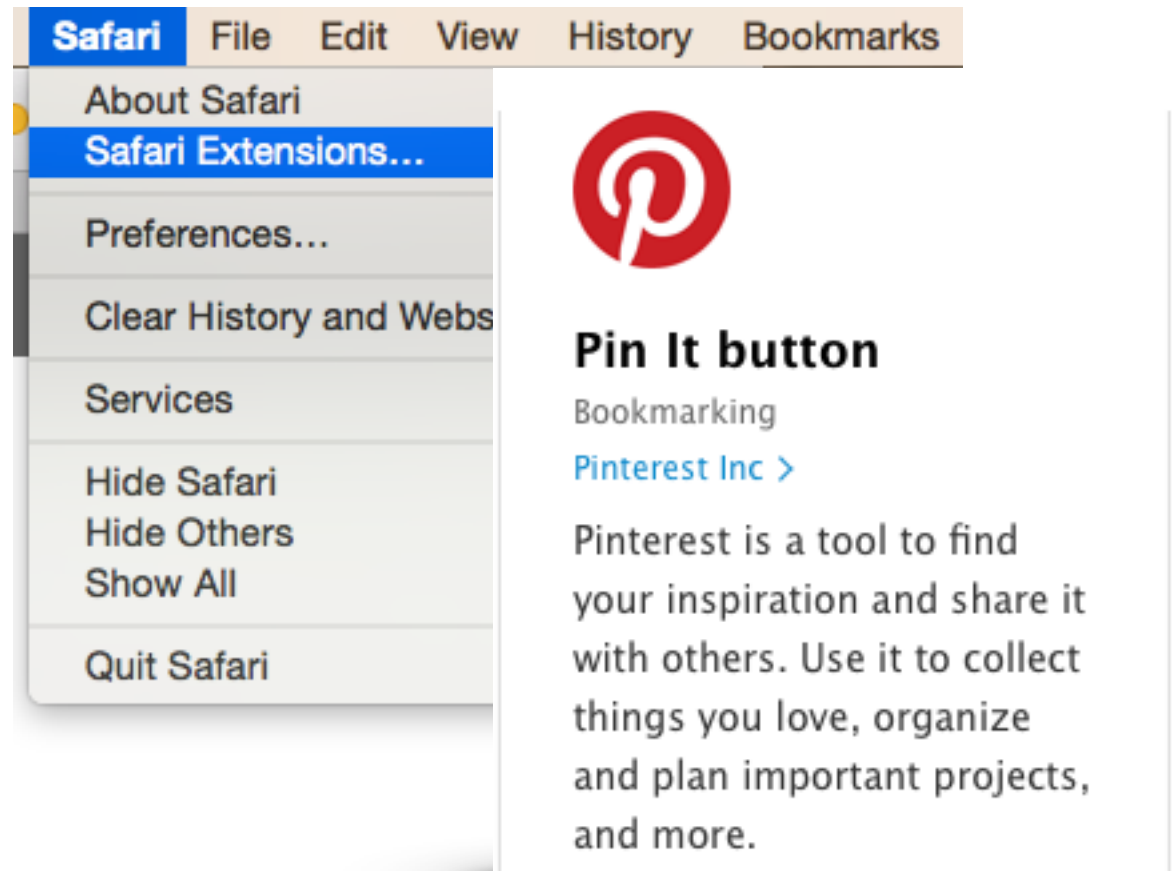 Safari File Edit View History Bookmarks
About Safari
Safari Extensions...
Preferences...
Clear History and Webs
Services
Hide Safari
Hide Others
Show All
Quit Safari
Pin It button
Bookmarking
Pinterest Inc >
Pinterest is a tool to find
your inspiration and share it
with others. Use it to collect
things you love, organize
and plan important projects,
and more.